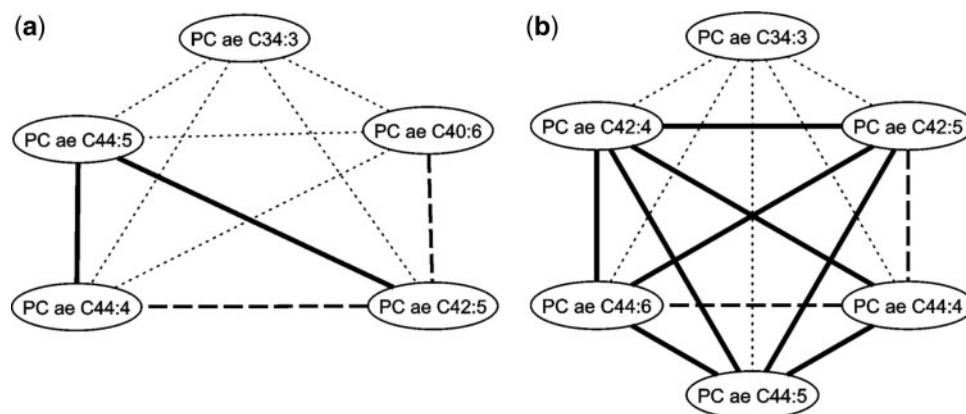 (a)
PC ae C34:3
PC ae C44:5
PC ae C40:6
PC ae C44:4
PC ae C42:5
(b)
PC ae C34:3
PC ae C42:4
PC ae C42:5
PC ae C44:6
PC ae C44:4
PC ae C44:5